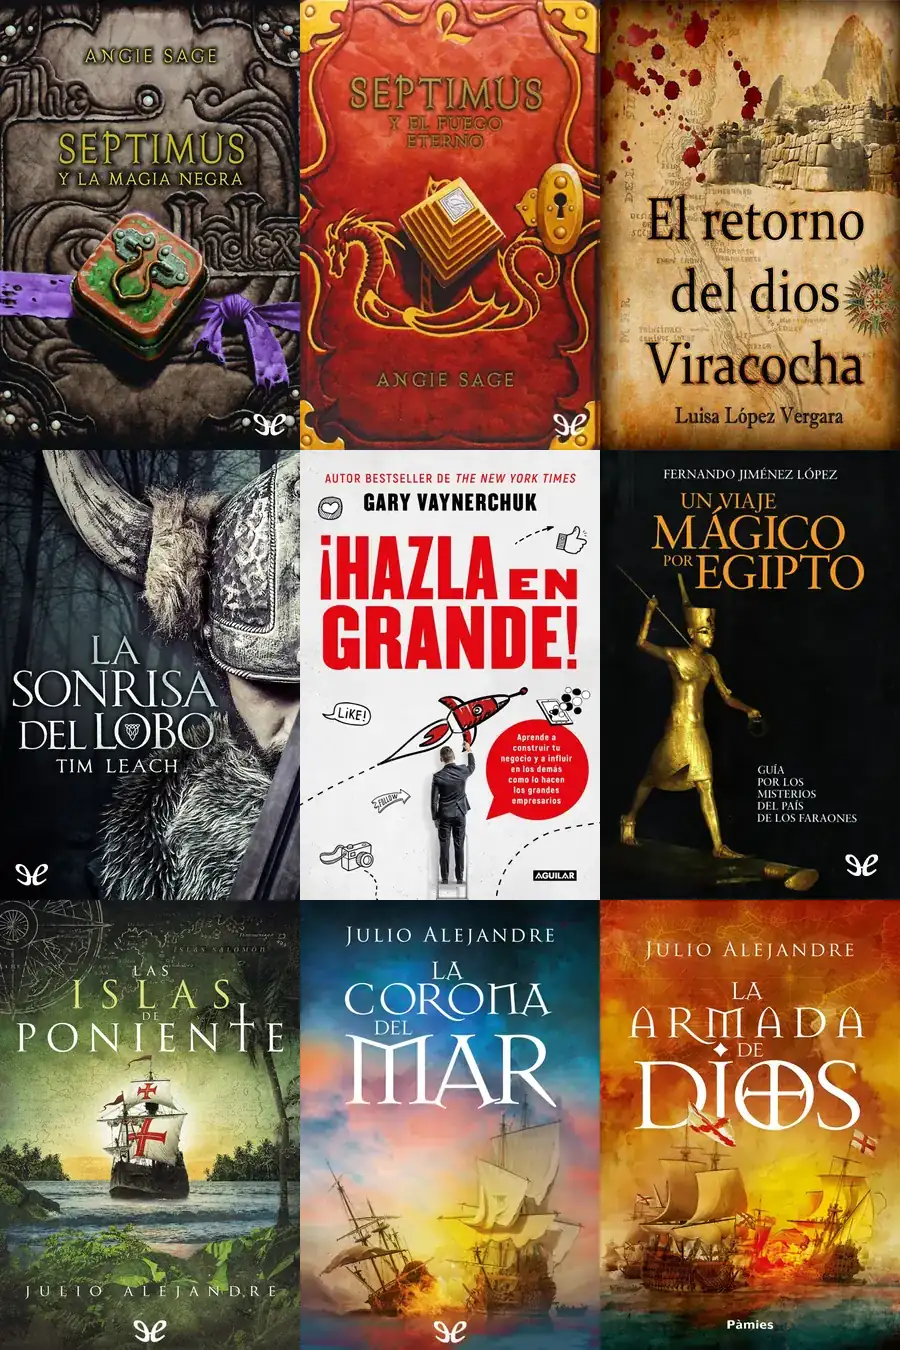 ANGIE SAGE
The
SEPTIMUS
Y LA MAGIA NEGRA
Index
SEPTIMUS
Y EL FUEGO
ETERNO
ANGIE SAGE
El retorno
del dios
Viracocha
Luisa López Vergara
LA
SONRISA
DEL LOBO
TIM LEACH
AUTOR BESTSELLER DE THE NEW YORK TIMES
GARY VAYNERCHUK
¡HAZLA EN
GRANDE!
LIKE!
Aprende a
construir tu
negocio y a influir
en los demás
como lo hacen
los grandes
empresarios
FOLLOW
AGUILAR
FERNANDO JIMÉNEZ LÓPEZ
UN VIAJE
MÁGICO
POR EGIPTO
GUÍA
POR LOS
MISTERIOS
DEL PAÍS
DE LOS FARAONES
LAS
ISLAS
DE
PONIENTE
JULIO ALEJANDRE
JULIO ALEJANDRE
LA
CORONA
DEL
MAR
JULIO ALEJANDRE
LA
ARMADA
DE
DIOS
Pàmies